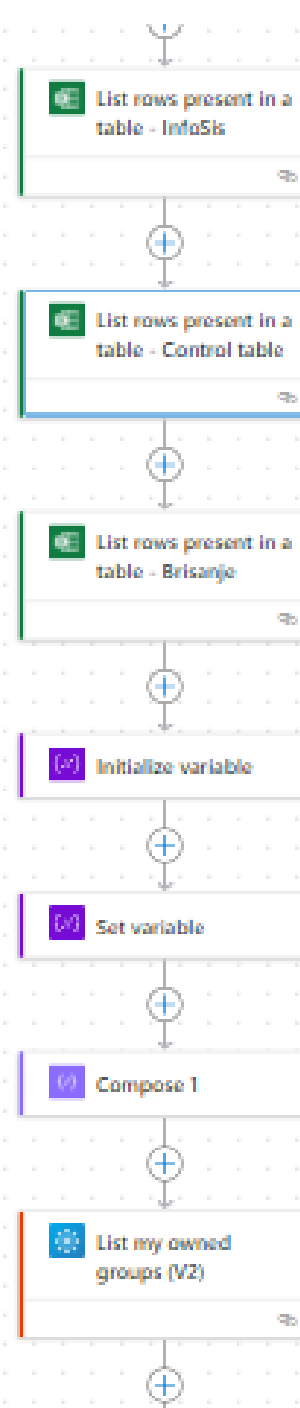 List rows present in a
table - InfoSis
List rows present in a
table - Control table
List rows present in a
table - Brisanje
{x}
Initialize variable
{x}
Set variable
Compose 1
List my owned
groups (V2)